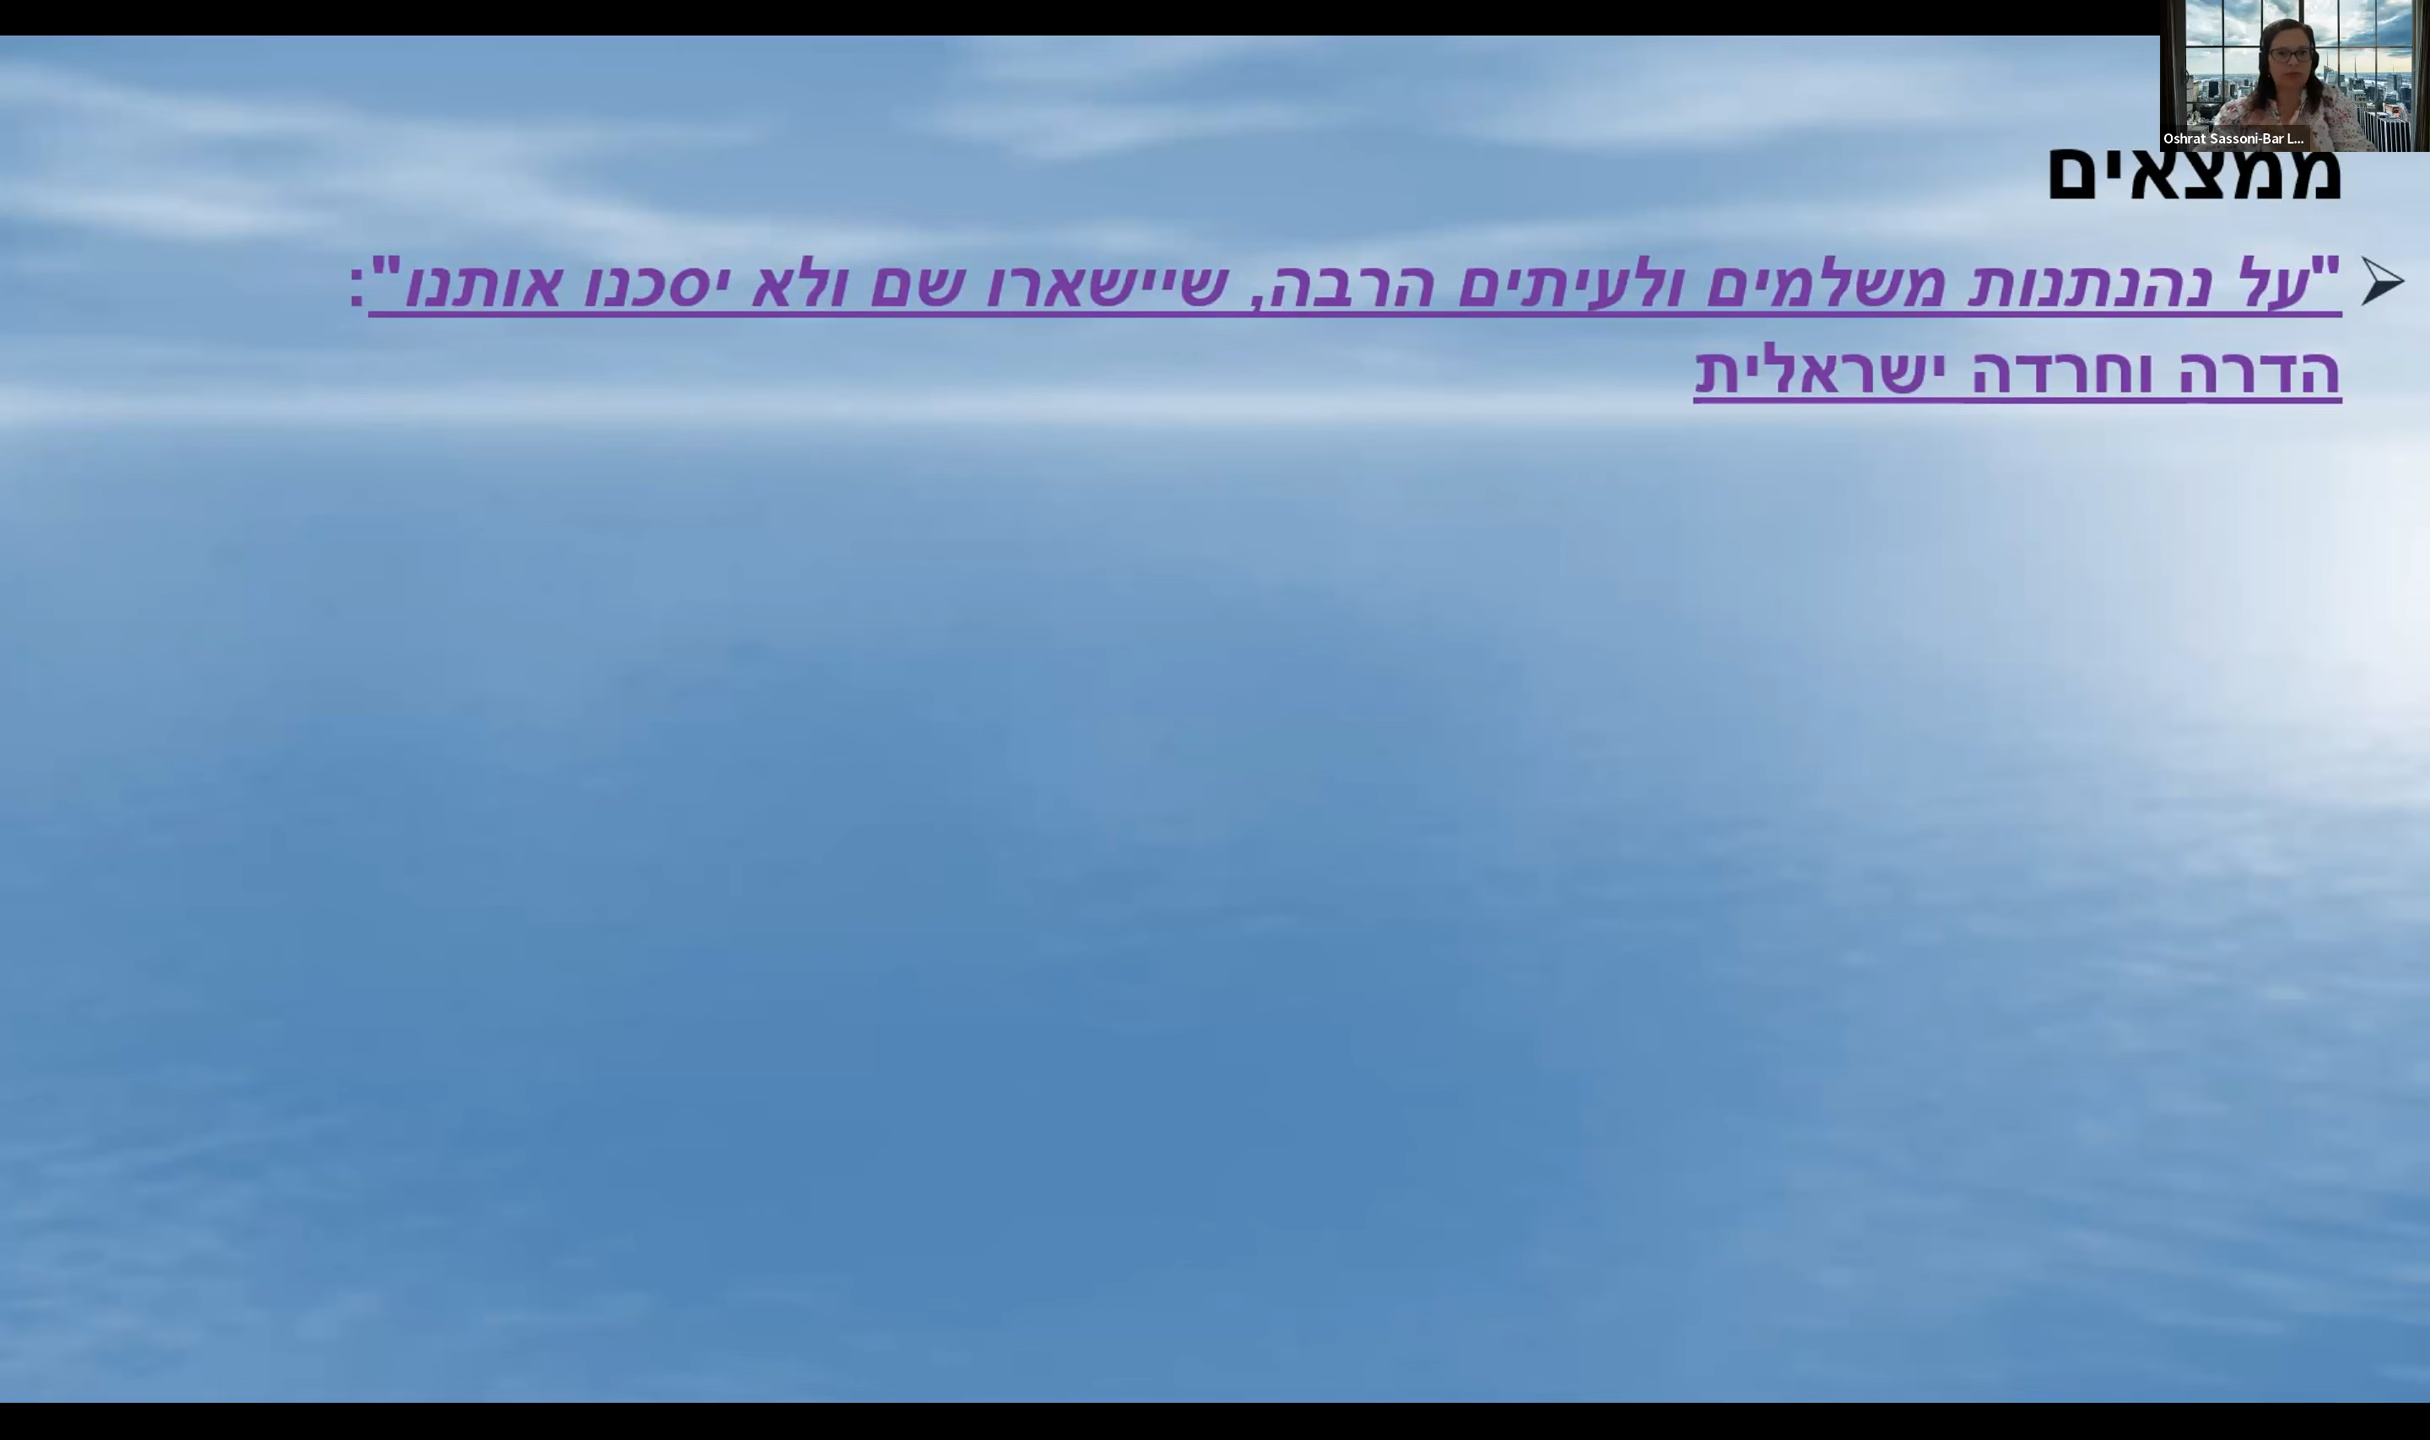 Oshrat Sassoni-Bar L...
ממצאים
"על נהנתנות משלמים ולעיתים הרבה, שיישארו שם ולא יסכנו אותנו":
הדרה וחרדה ישראלית